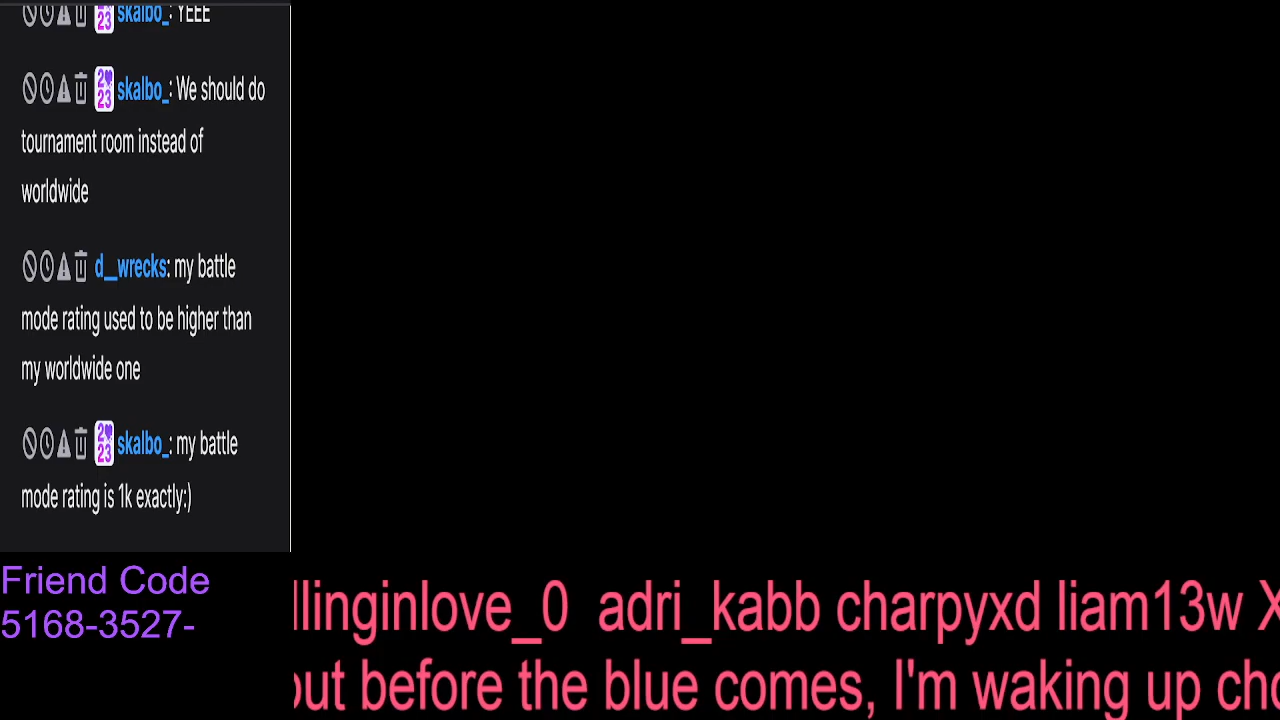 skalbo_: YEEE
skalbo_: We should do
tournament room instead of
worldwide
d__wrecks: my battle
mode rating used to be higher than
my worldwide one
skalbo_: my battle
mode rating is 1k exactly:)
Friend Code
5168-3527-
llinginlove_0 adri_kabb charpyxd liam13w X
out before the blue comes, I'm waking up cho